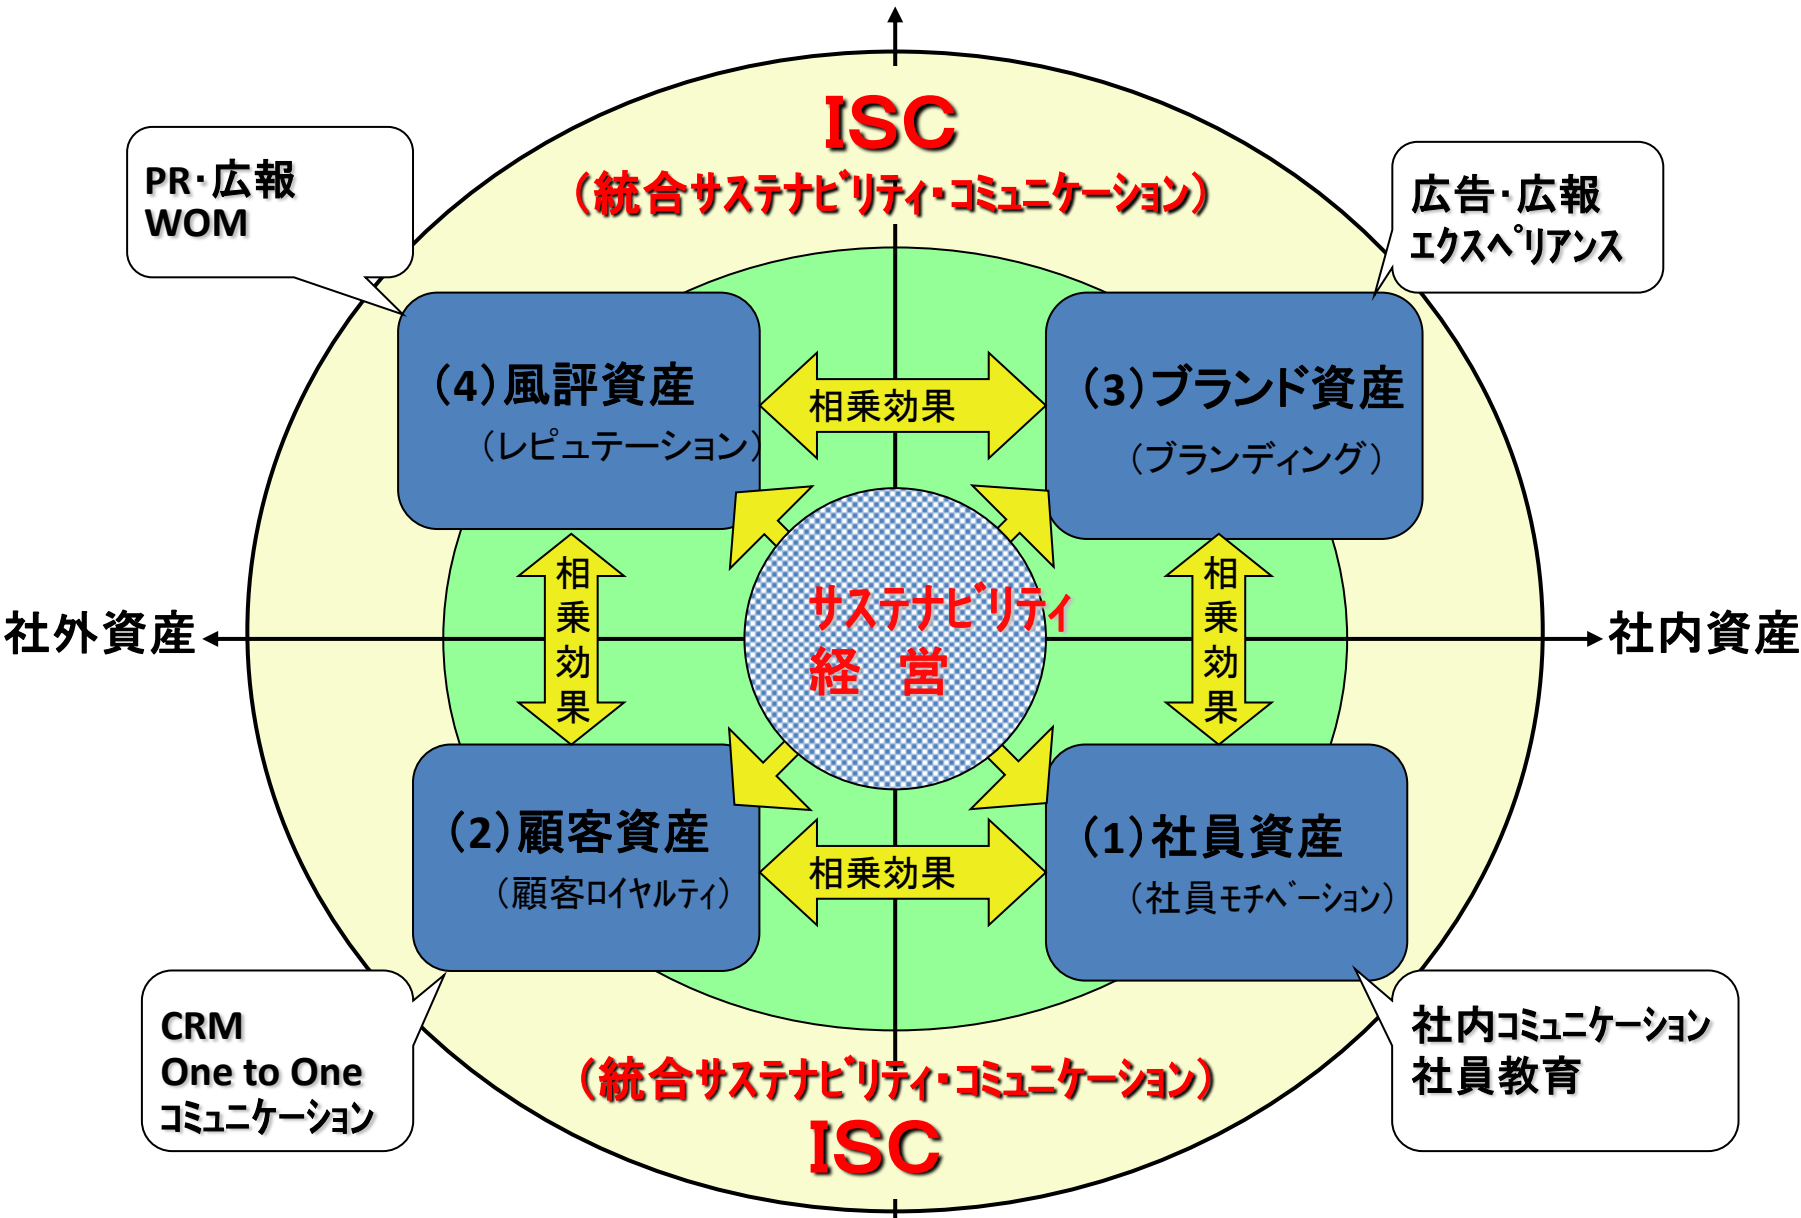 ISC
（統合ｻｽﾃﾅﾋﾞﾘﾃｨ・ｺﾐｭﾆｹｰｼｮﾝ）
PR・広報
WOM
広告・広報
ｴｸｽﾍﾟﾘｱﾝｽ
（4）風評資産
（レピュテーション）
相乗効果
（3）ブランド資産
（ブランディング）
相乗効果
相乗効果
社外資産
ｻｽﾃﾅﾋﾞﾘﾃｨ
経　営
社内資産
（2）顧客資産
（顧客ﾛｲﾔﾙﾃｨ）
相乗効果
（1）社員資産
（社員ﾓﾁﾍﾞｰｼｮﾝ）
CRM
One to One
ｺﾐｭﾆｹｰｼｮﾝ
社内ｺﾐｭﾆｹｰｼｮﾝ
社員教育
（統合ｻｽﾃﾅﾋﾞﾘﾃｨ・ｺﾐｭﾆｹｰｼｮﾝ）
ISC